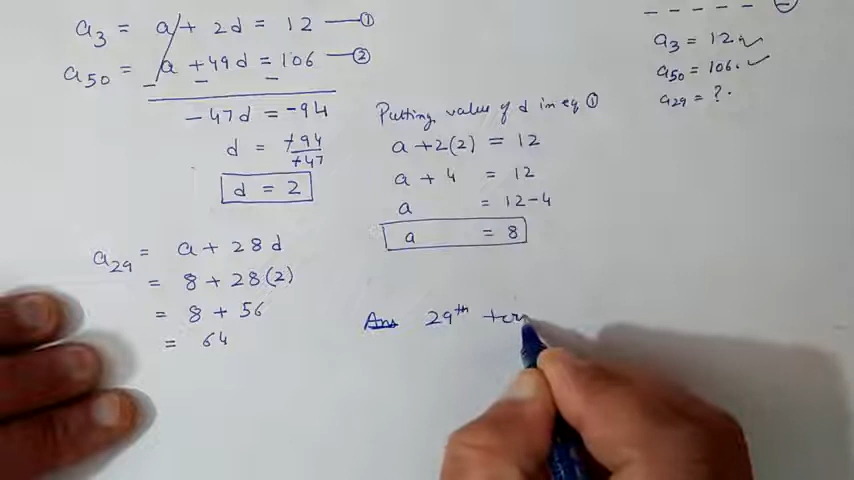 a3 = a + 2d = 12 —①
a50 = a + 49d = 106 —②
- - -
-47d = -94
d = +94/+47
d = 2
a3 = 12 ✓
a50 = 106. ✓
a29 = ?.
Putting value of d in eq ①
a + 2(2) = 12
a + 4 = 12
a = 12-4
a = 8
a29 = a + 28d
= 8 + 28(2)
= 8 + 56
= 64
Ans 29th